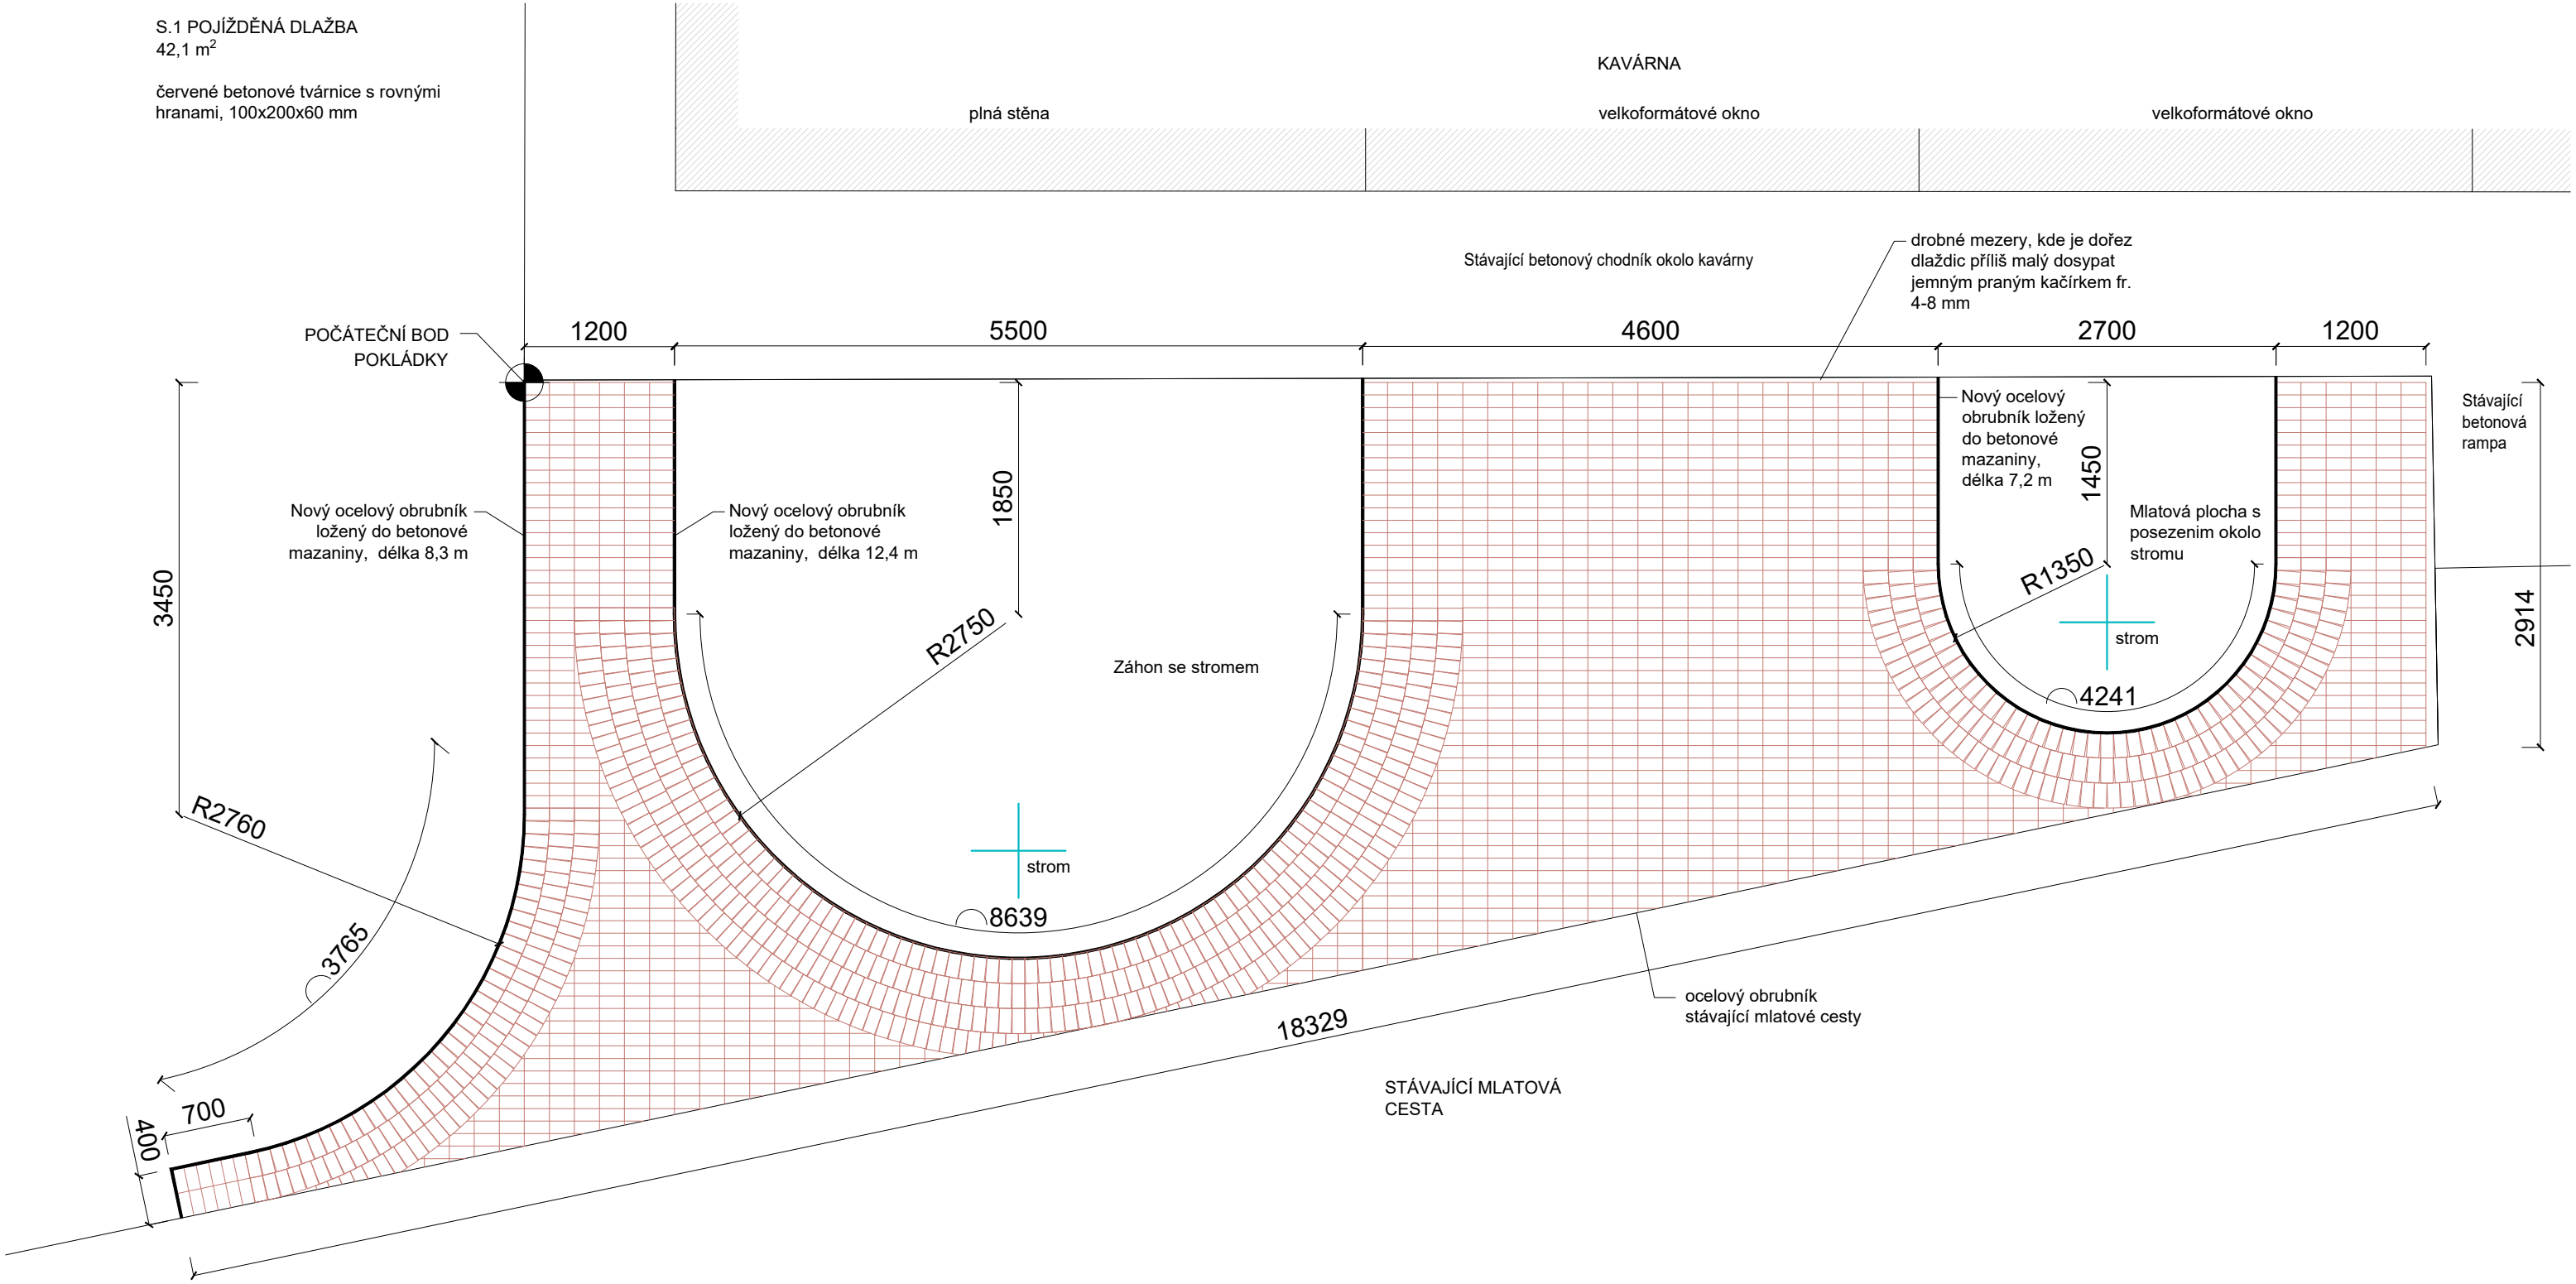 S.1 POJÍŽDĚNÁ DLAŽBA
42,1 m²
červené betonové tvárnice s rovnými
hranami, 100x200x60 mm
KAVÁRNA
plná stěna
velkoformátové okno
velkoformátové okno
Stávající betonový chodník okolo kavárny
drobné mezery, kde je dořez
dlaždic příliš malý dosypat
jemným praným kačírkem fr.
4-8 mm
POČÁTEČNÍ BOD
POKLÁDKY
1200
5500
4600
2700
1200
Nový ocelový obrubník
ložený do betonové
mazaniny, délka 8,3 m
Nový ocelový obrubník
ložený do betonové
mazaniny, délka 12,4 m
1850
Nový ocelový
obrubník ložený
do betonové
mazaniny,
délka 7,2 m
1450
Mlatová plocha s
posezenim okolo
stromu
Stávající
betonová
rampa
3450
R2750
R1350
2914
Záhon se stromem
strom
4241
R2760
strom
8639
3765
18329
ocelový obrubník
stávající mlatové cesty
700
400
STÁVAJÍCÍ MLATOVÁ
CESTA